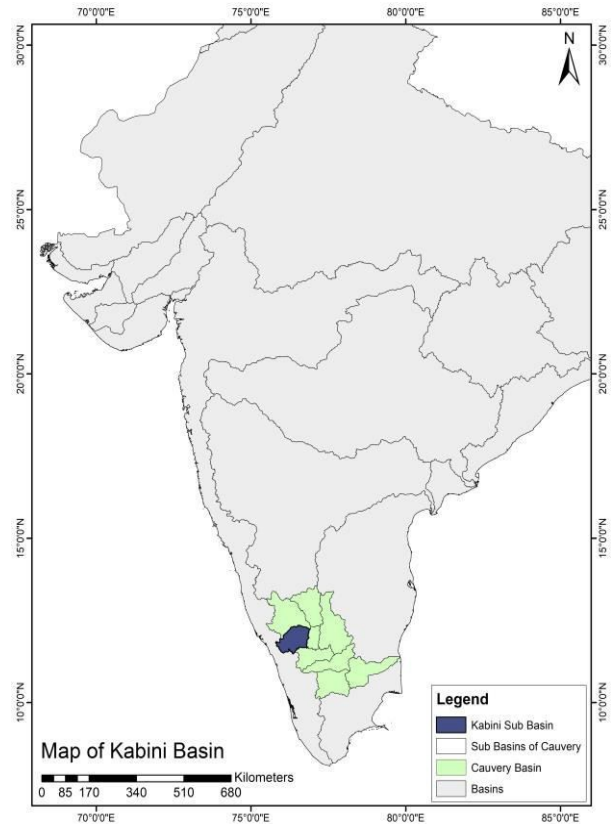 70°0'0"E 75°0'0"E 80°0'0"E 85°0'0"E
30°0'0"N 30°0'0"N
N
25°0'0"N 25°0'0"N
20°0'0"N 20°0'0"N
15°0'0"N 15°0'0"N
10°0'0"N 10°0'0"N
Legend
Kabini Sub Basin
Sub Basins of Cauvery
Cauvery Basin
Basins
Map of Kabini Basin
Kilometers
0 85 170 340 510 680
70°0'0"E 75°0'0"E 80°0'0"E 85°0'0"E